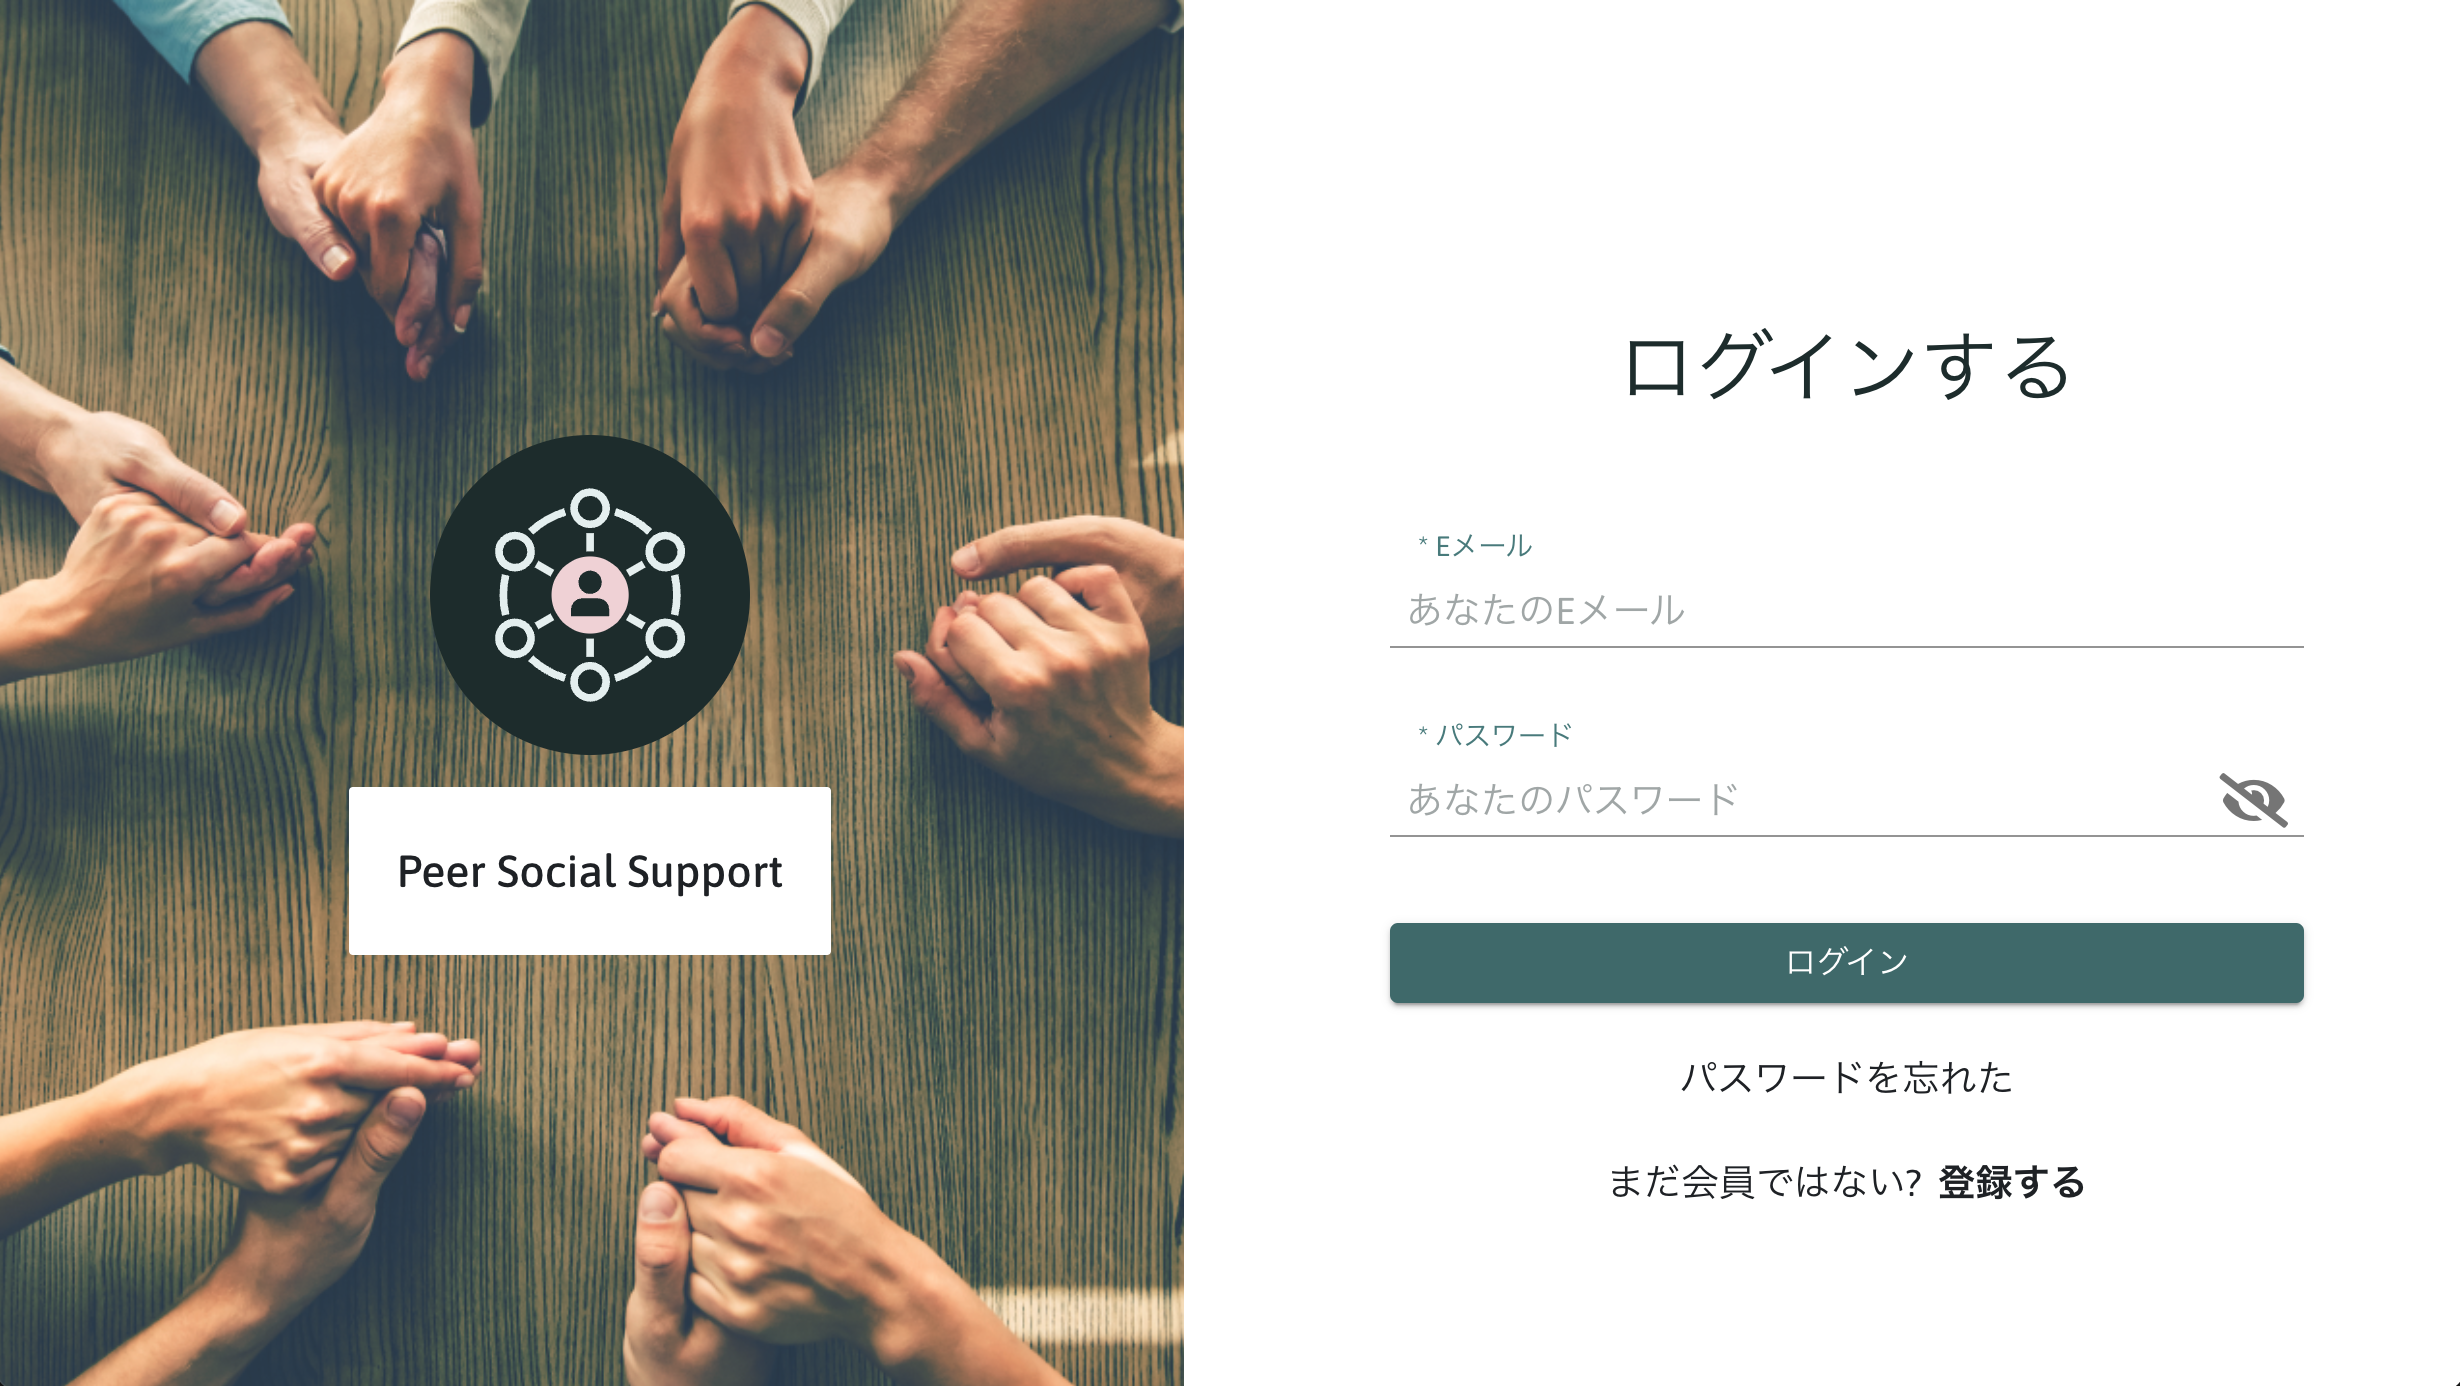 Peer Social Support
ログインする
* Eメール
あなたのEメール
* パスワード
あなたのパスワード
ログイン
パスワードを忘れた
まだ会員ではない? 登録する